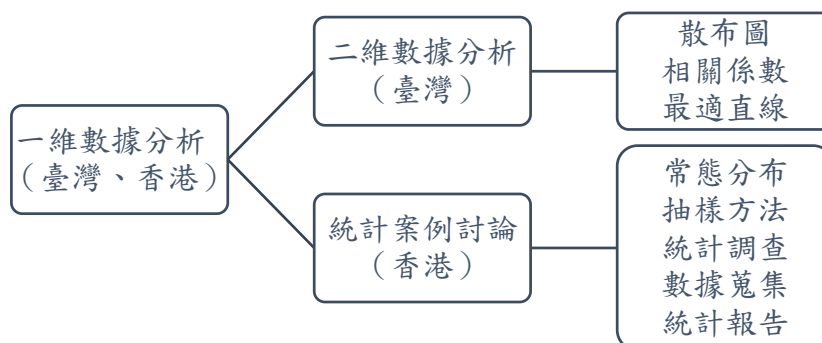 一維數據分析
（臺灣、香港）
二維數據分析
（臺灣）
散布圖
相關係數
最適直線
統計案例討論
（香港）
常態分布
抽樣方法
統計調查
數據蒐集
統計報告